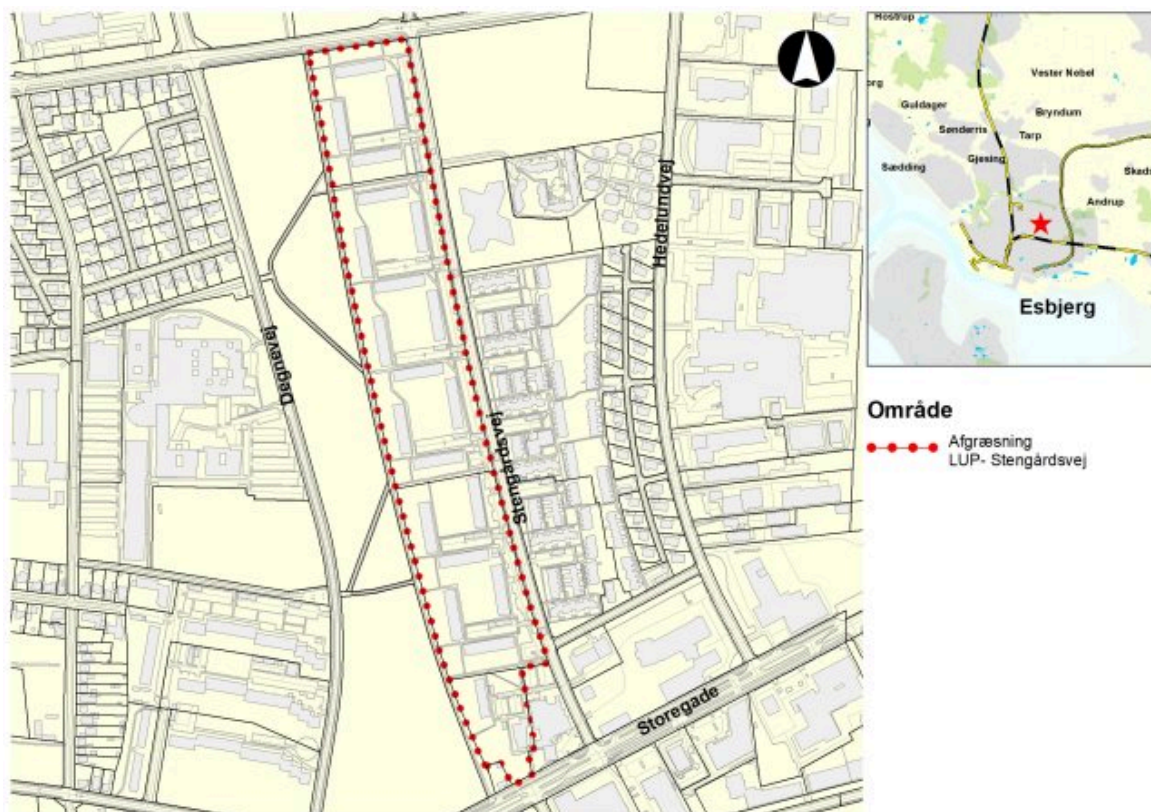 Degnevej
Stengårdsvej
Hedelundvej
Storegade
Hostrup
Vester Nebel
Guldager
Bryndum
Sønderris
Tarp
Gjesing
Sædding
Andrup
Esbjerg
Område
Afgræsning
LUP- Stengårdsvej